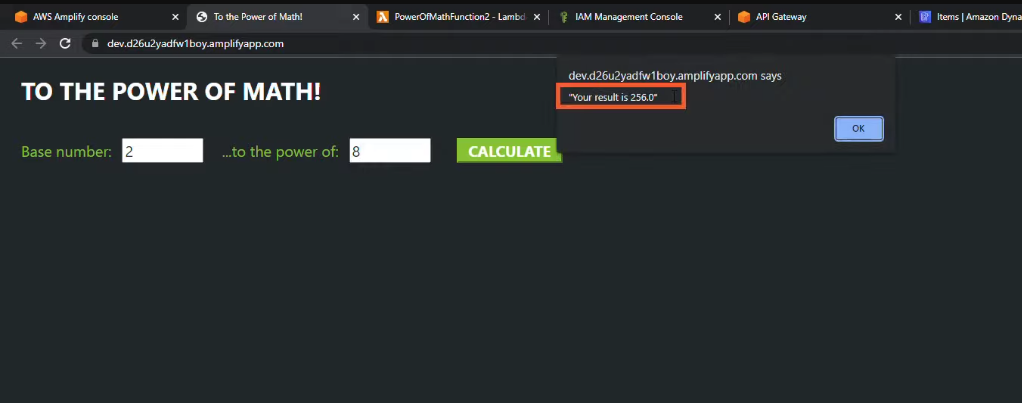 AWS Amplify console
To the Power of Math!
PowerOfMathFunction2 - Lambd
IAM Management Console
API Gateway
Items | Amazon Dyna
dev.d26u2yadfw1boy.amplifyapp.com
TO THE POWER OF MATH!
dev.d26u2yadfw1boy.amplifyapp.com says
"Your result is 256.0"
OK
Base number: 2 ...to the power of: 8 CALCULATE